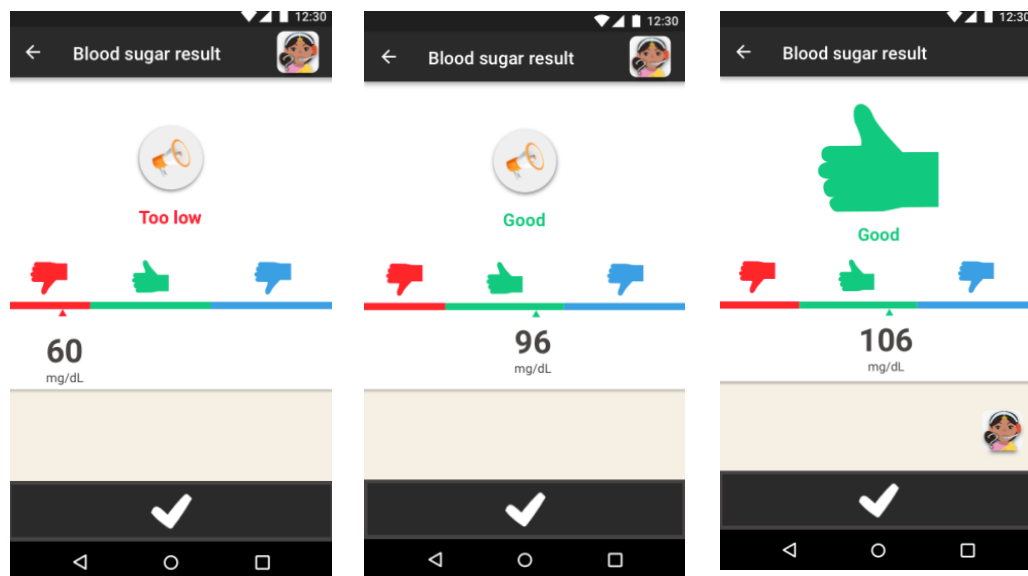 12:30
Blood sugar result
Too low
60
mg/dL
12:30
Blood sugar result
Good
96
mg/dL
12:30
Blood sugar result
Good
106
mg/dL